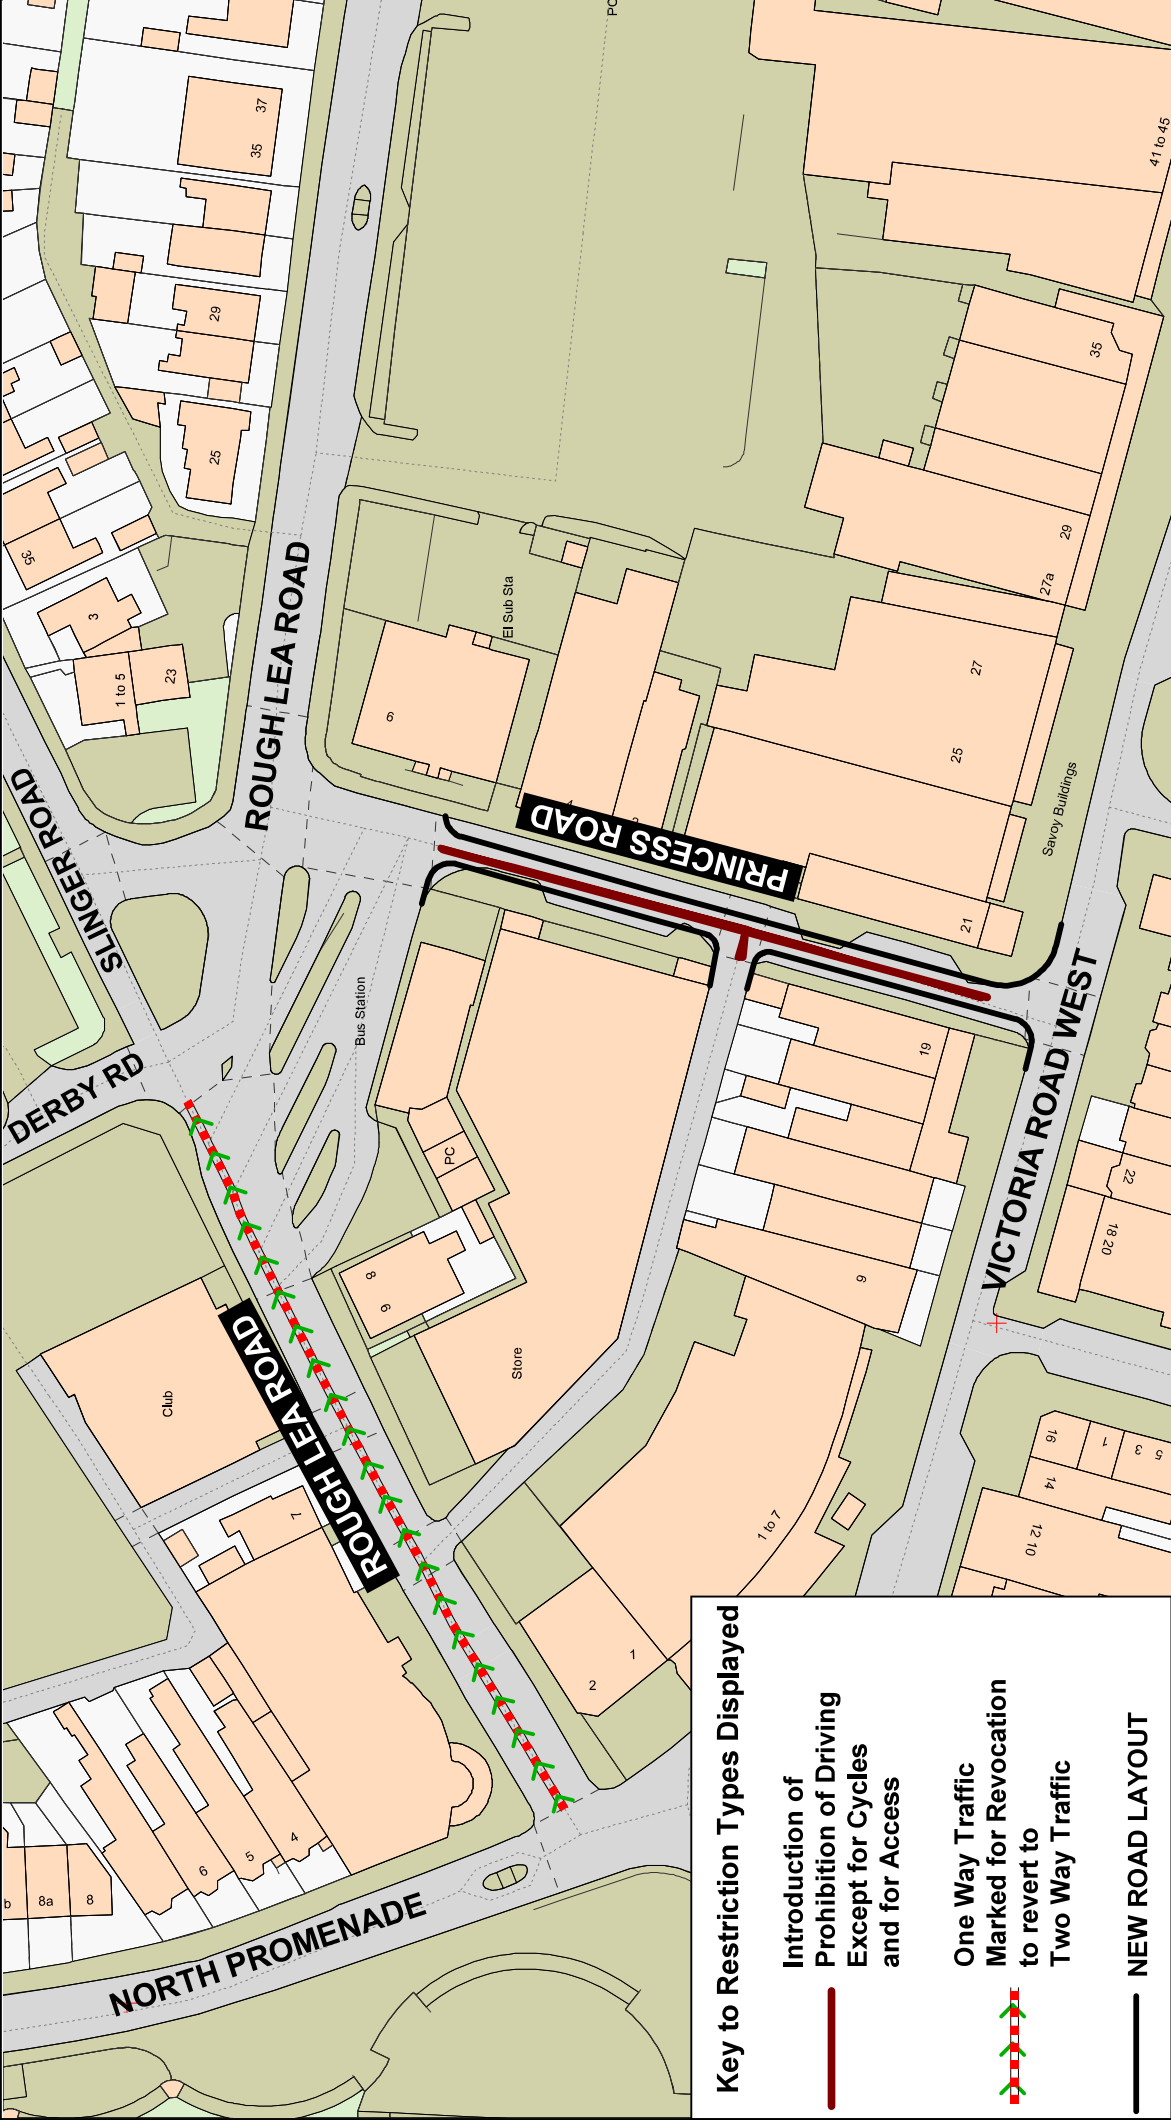 PO
37
35
29
25
35
3
1 to 5
23
SLINGER ROAD
ROUGH LEA ROAD
DERBY RD
Bus Station
El Sub Sta
6
PRINCESS ROAD
41 to 45
35
29
27a
27
25
Savoy Buildings
21
19
VICTORIA ROAD WEST
22
18 20
9
PC
8
6
Store
Club
ROUGH LEA ROAD
7
1 to 7
16
1
3
5
14
12 10
1
2
4
5
6
8
8a
b
NORTH PROMENADE
Key to Restriction Types Displayed
Introduction of
Prohibition of Driving
Except for Cycles
and for Access
One Way Traffic
Marked for Revocation
to revert to
Two Way Traffic
NEW ROAD LAYOUT